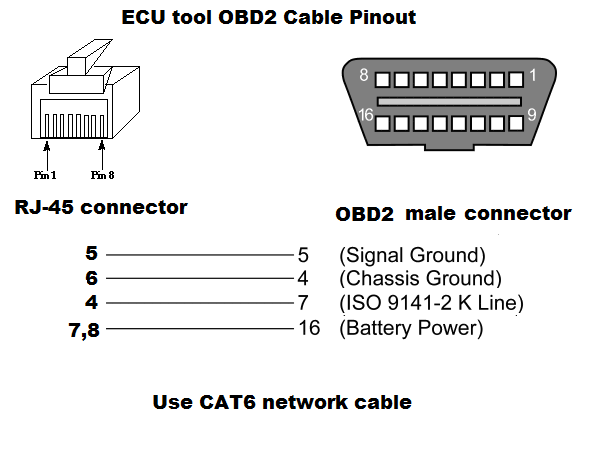 ECU tool OBD2 Cable Pinout
8 1
16 9
Pin 1 Pin 8
RJ-45 connector
OBD2 male connector
5 5 (Signal Ground)
6 4 (Chassis Ground)
4 7 (ISO 9141-2 K Line)
7,8 16 (Battery Power)
Use CAT6 network cable